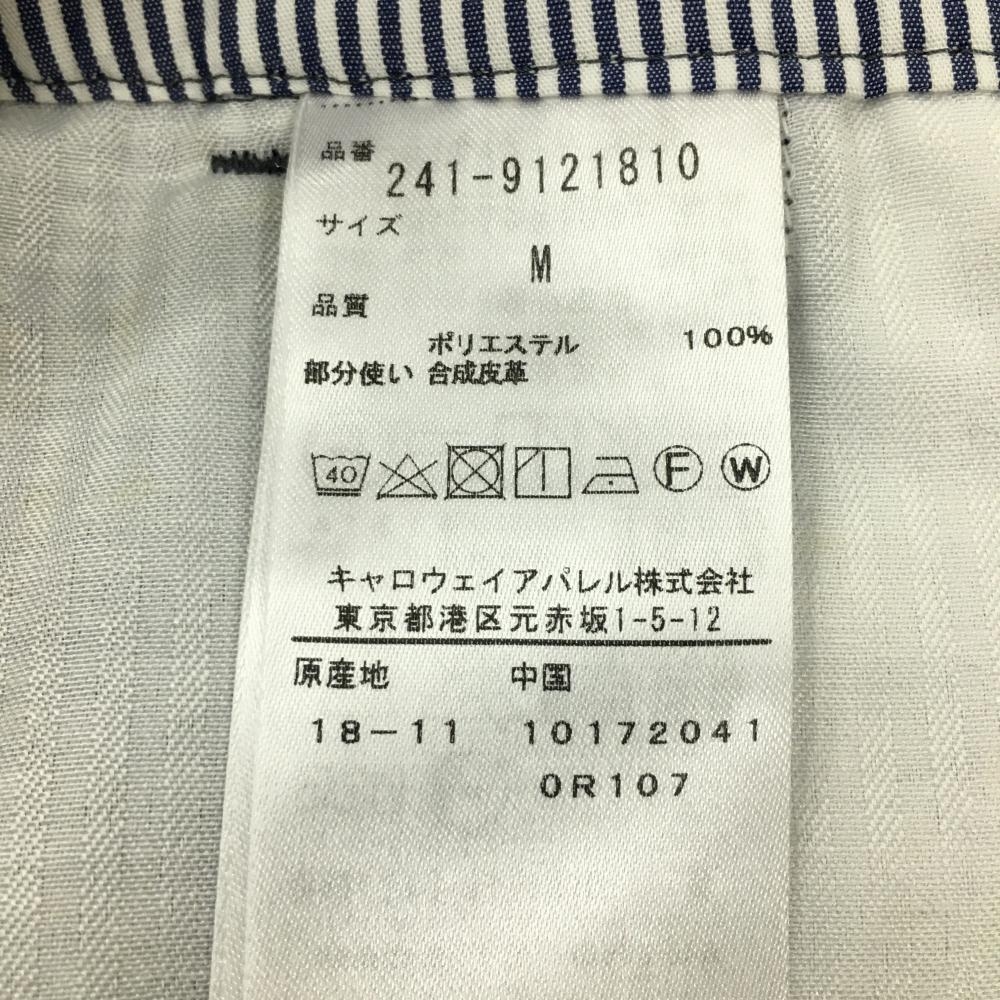 品番 241-9121810
サイズ
M
品質
ポリエステル 100%
部分使い 合成皮革
40 F W
キャロウェイアパレル株式会社
東京都港区元赤坂1-5-12
原産地 中国
18-11 10172041
0R107